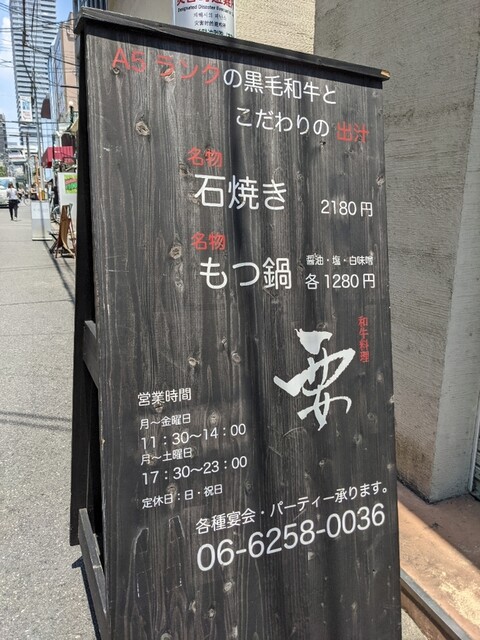 Designated Disaster Evacuation
A5ランクの黒毛和牛と
こだわりの出汁
名物
石焼き 2180円
名物
もつ鍋 醤油・塩・白味噌 各1280円
和牛料理
要
営業時間
月〜金曜日
11：30〜14：00
月〜土曜日
17：30〜23：00
定休日：日・祝日
各種宴会・パーティー承ります。
06-6258-0036